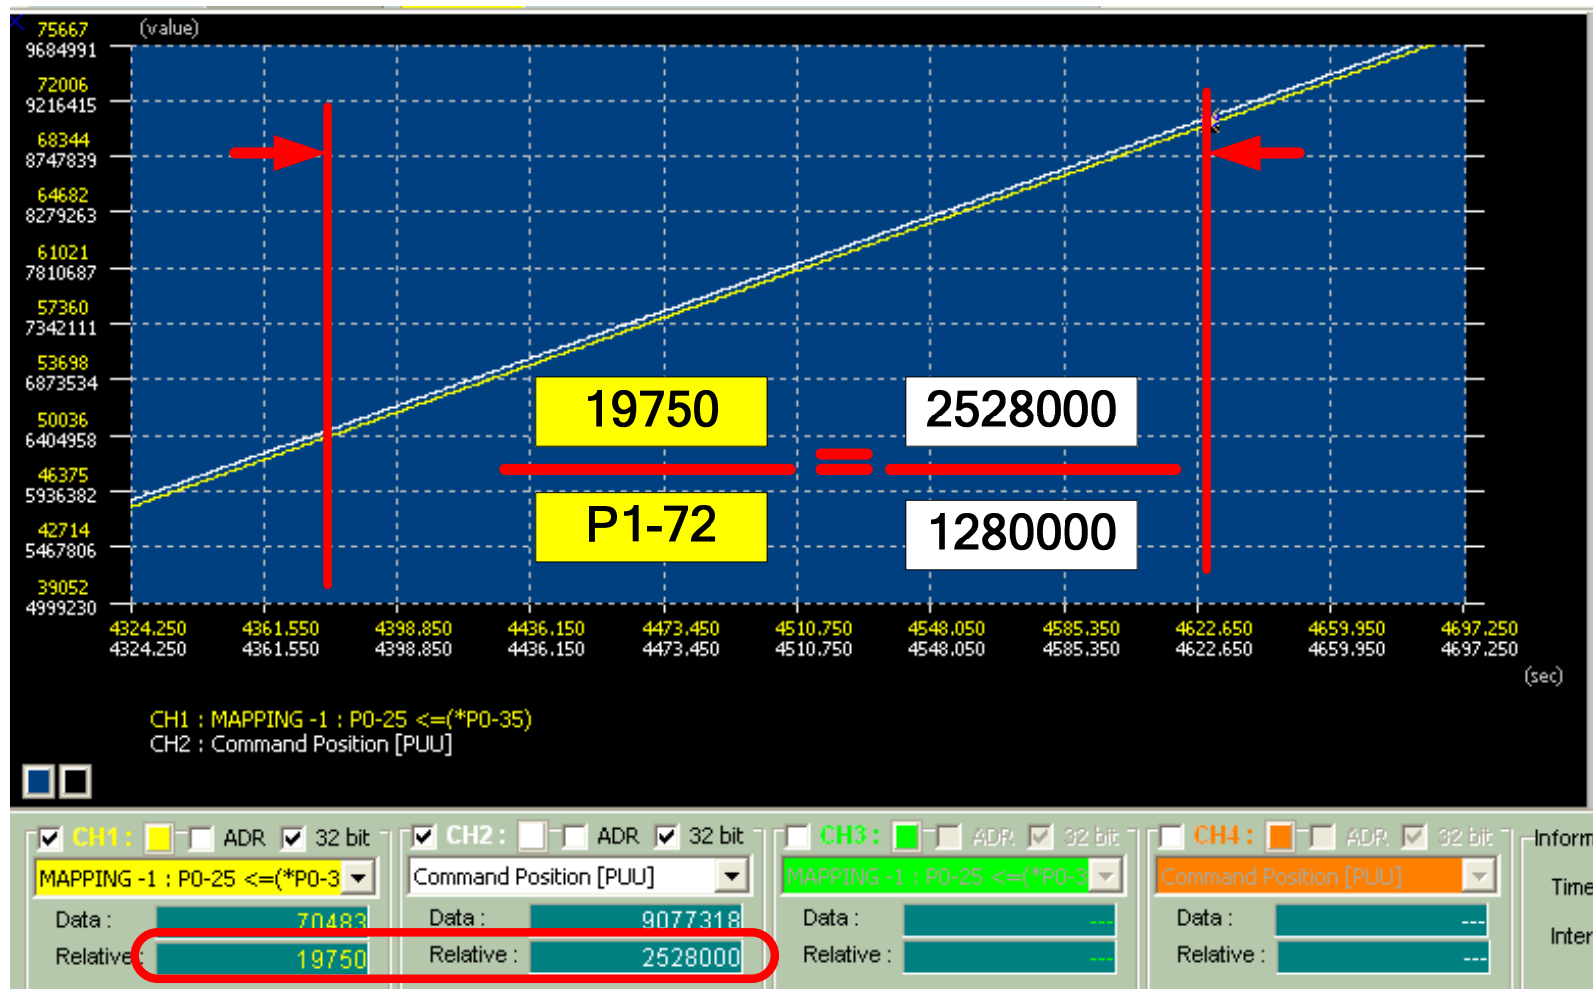 75667 (value)
9684991
72006
9216415
68344
8747839
64682
8279263
61021
7810687
57360
7342111
53698
6873534
50036
6404958
46375
5936382
42714
5467806
39052
4999230
19750 2528000
P1-72 = 1280000
4324.250 4361.550 4398.850 4436.150 4473.450 4510.750 4548.050 4585.350 4622.650 4659.950 4697.250
4324.250 4361.550 4398.850 4436.150 4473.450 4510.750 4548.050 4585.350 4622.650 4659.950 4697.250
(sec)
CH1 : MAPPING -1 : P0-25 <=(*P0-35)
CH2 : Command Position [PUU]
CH1 : ADR 32 bit CH2 : ADR 32 bit CH3 : ADR 32 bit CH4 : ADR 32 bit Inform
MAPPING -1 : P0-25 <=(*P0-3 Command Position [PUU] MAPPING -1 : P0-25 <=(*P0-3 Command Position [PUU] Time
Data : 70483 Data : 9077318 Data : --- Data : ---
Relative : 19750 Relative : 2528000 Relative : --- Relative : --- Inter